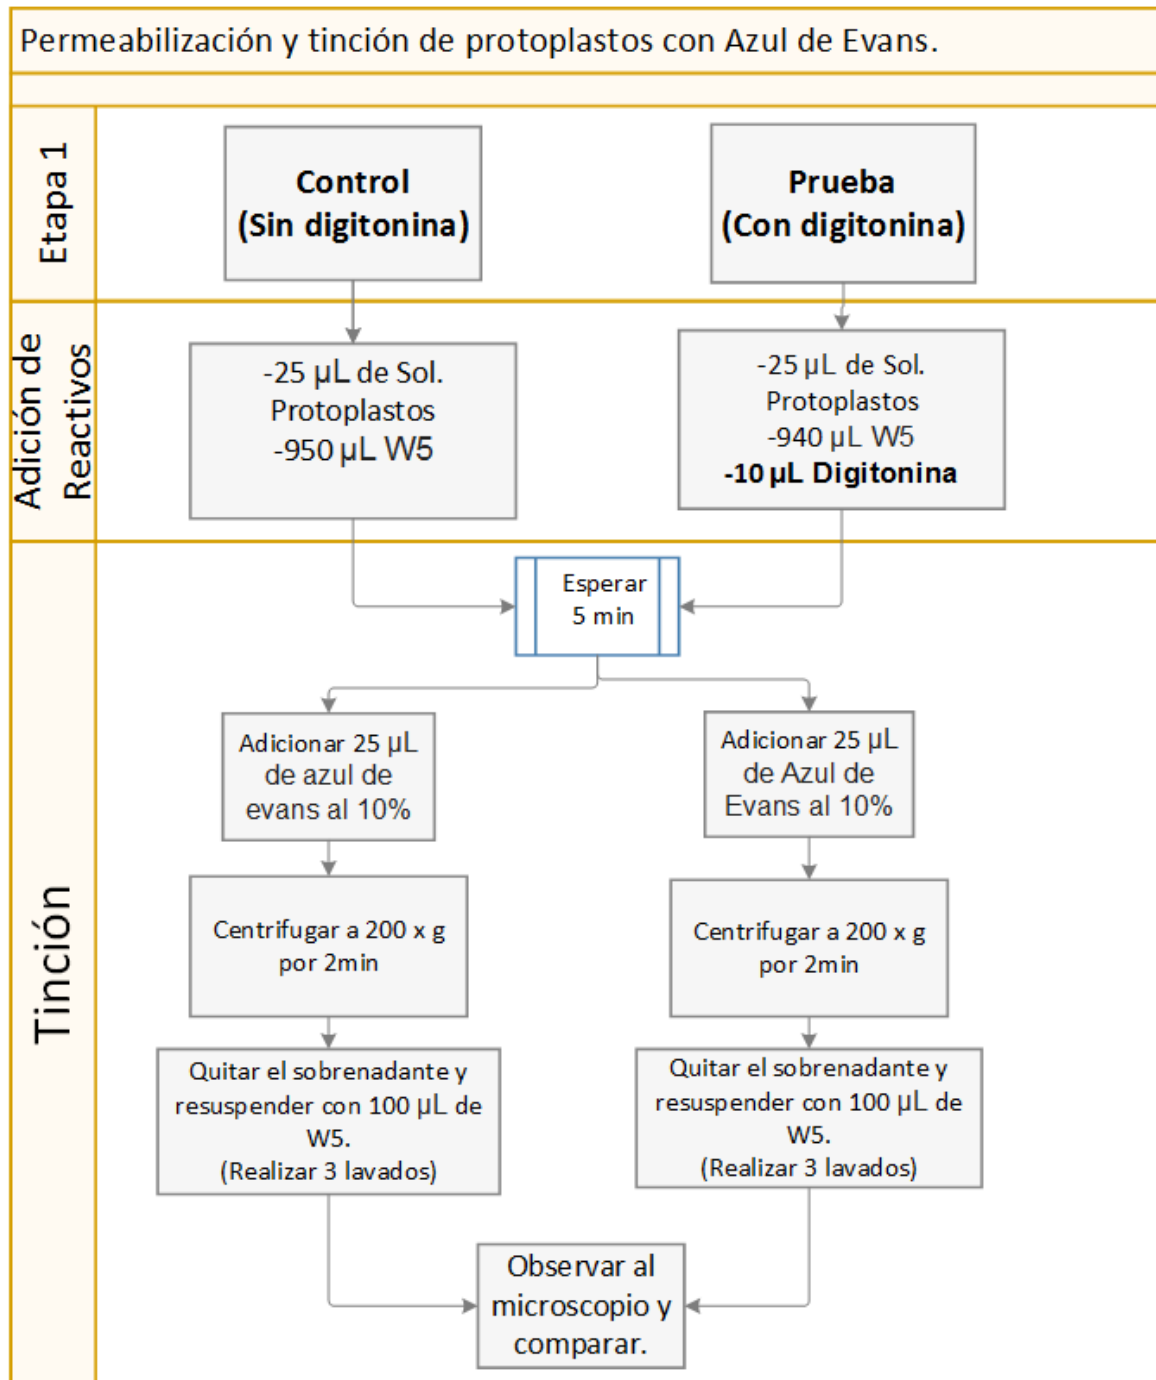 Permeabilización y tinción de protoplastos con Azul de Evans.
Etapa 1
Control
(Sin digitonina)
Prueba
(Con digitonina)
Adición de
Reactivos
-25 µL de Sol.
Protoplastos
-950 µL W5
-25 µL de Sol.
Protoplastos
-940 µL W5
-10 µL Digitonina
Tinción
Esperar
5 min
Adicionar 25 µL
de azul de
evans al 10%
Adicionar 25 µL
de Azul de
Evans al 10%
Centrifugar a 200 x g
por 2min
Centrifugar a 200 x g
por 2min
Quitar el sobrenadante y
resuspender con 100 µL de
W5.
(Realizar 3 lavados)
Quitar el sobrenadante y
resuspender con 100 µL de
W5.
(Realizar 3 lavados)
Observar al
microscopio y
comparar.